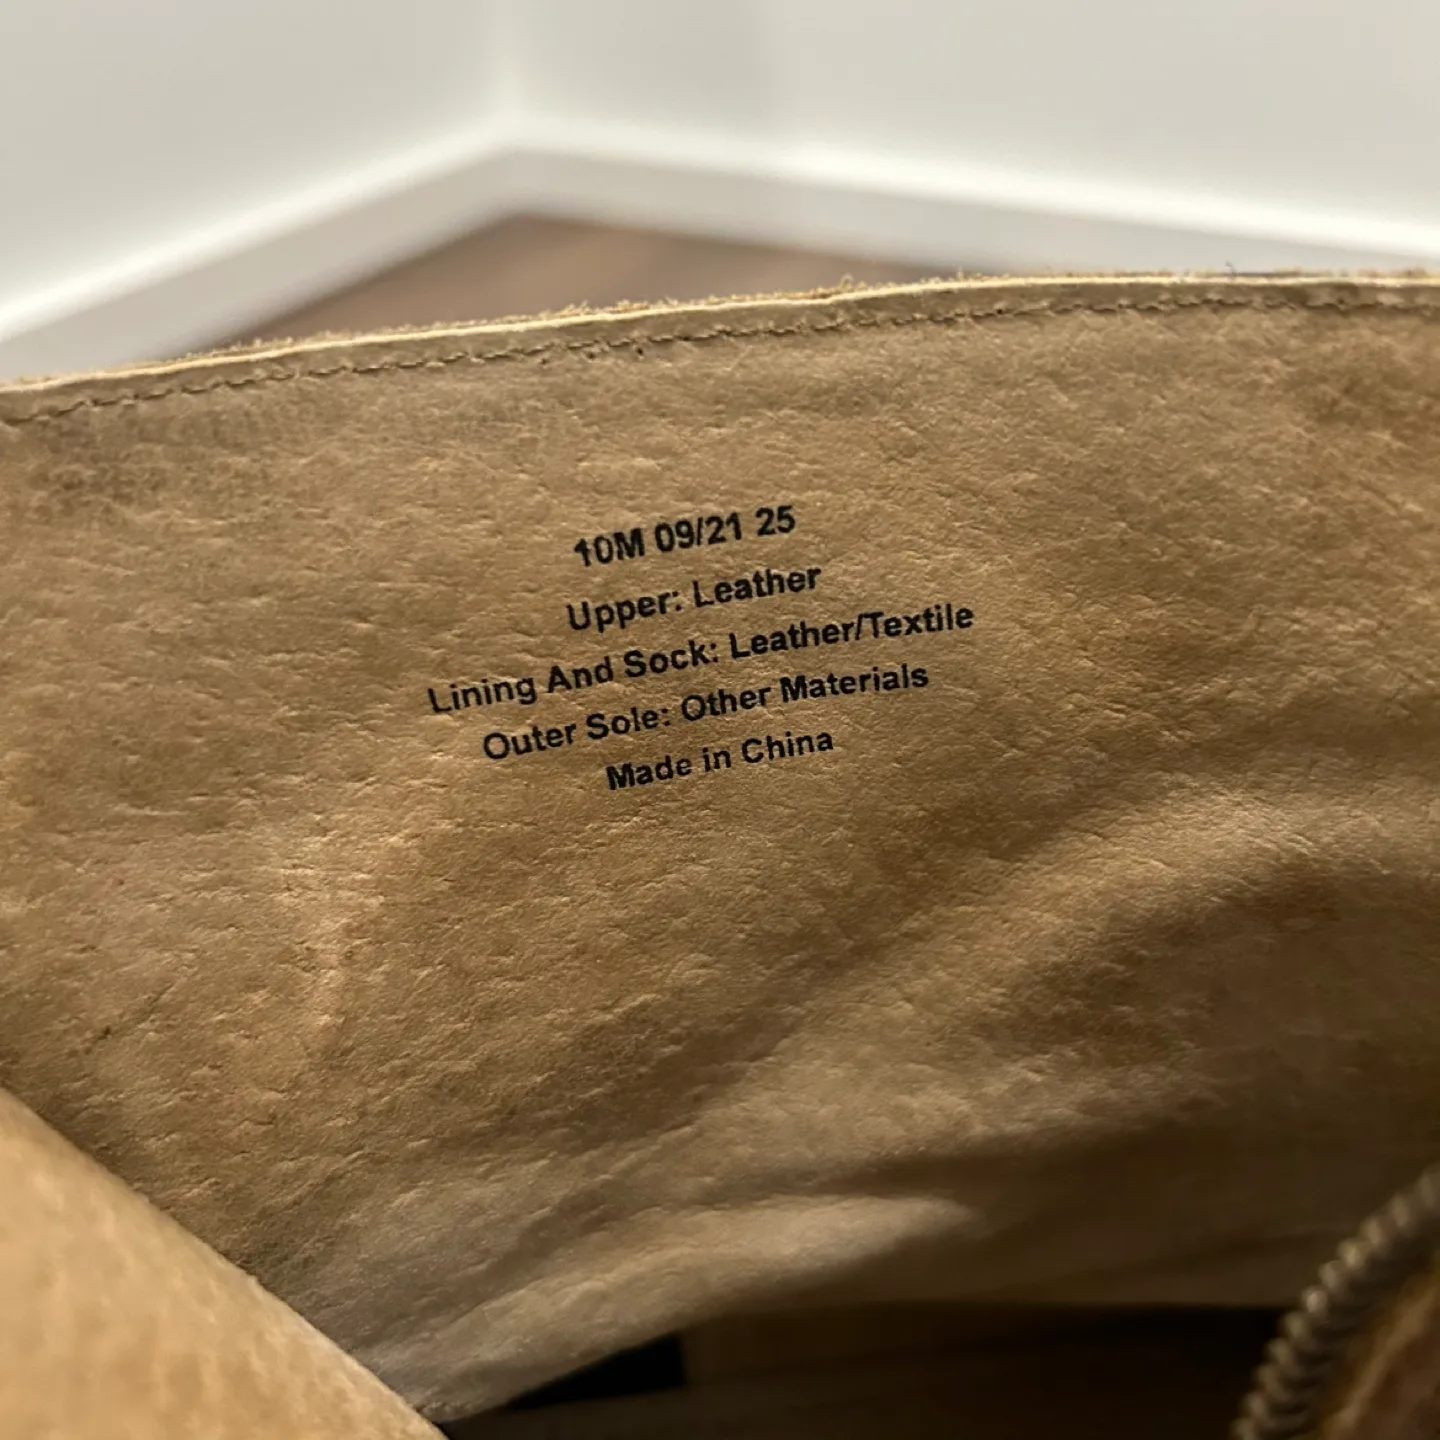 10M 09/21 25
Upper: Leather
Lining And Sock: Leather/Textile
Outer Sole: Other Materials
Made in China